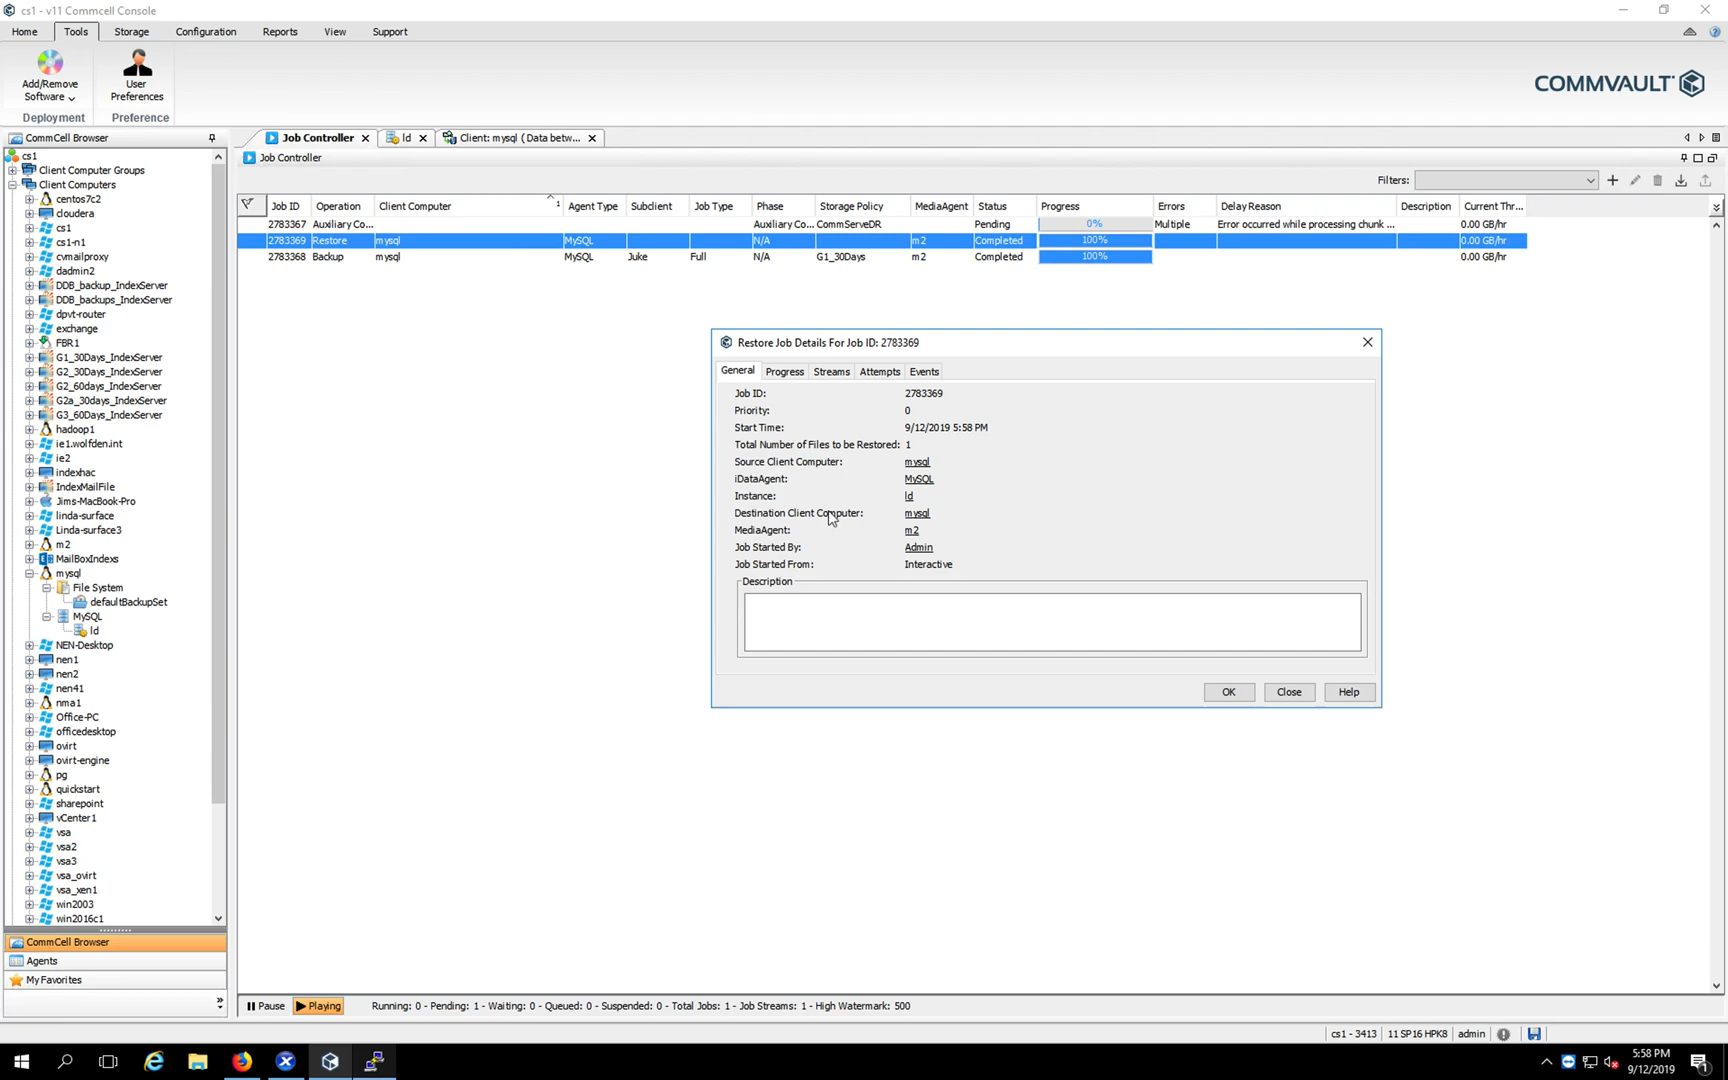 cs1 - v11 Commcell Console
Home Tools Storage Configuration Reports View Support
Add/Remove
Software
User
Preferences
Deployment Preference
COMMVAULT
CommCell Browser
Job Controller ld Client: mysql ( Data betw...
cs1
Client Computer Groups
Client Computers
centos7c2
cloudera
cs1
cs1-n1
cvmailproxy
dadmin2
DDB_backup_IndexServer
DDB_backups_IndexServer
dpvt-router
exchange
FBR1
G1_30Days_IndexServer
G2_30Days_IndexServer
G2_60days_IndexServer
G2a_30days_IndexServer
G3_60Days_IndexServer
hadoop1
ie1.wolfden.int
ie2
indexhac
IndexMailFile
Jims-MacBook-Pro
linda-surface
Linda-surface3
m2
MailBoxIndexs
mysql
File System
defaultBackupSet
MySQL
ld
NEN-Desktop
nen1
nen2
nen41
nma1
Office-PC
officedesktop
ovirt
ovirt-engine
pg
quickstart
sharepoint
vCenter1
vsa
vsa2
vsa3
vsa_ovirt
vsa_xen1
win2003
win2016c1
CommCell Browser
Agents
My Favorites
Job Controller
Filters:
Job ID Operation Client Computer 1 Agent Type Subclient Job Type Phase Storage Policy MediaAgent Status Progress Errors Delay Reason Description Current Thr...
2783367 Auxiliary Co... Auxiliary Co... CommServeDR Pending 0% Multiple Error occurred while processing chunk ... 0.00 GB/hr
2783369 Restore mysql MySQL N/A m2 Completed 100% 0.00 GB/hr
2783368 Backup mysql MySQL Juke Full N/A G1_30Days m2 Completed 100% 0.00 GB/hr
Restore Job Details For Job ID: 2783369
General Progress Streams Attempts Events
Job ID: 2783369
Priority: 0
Start Time: 9/12/2019 5:58 PM
Total Number of Files to be Restored: 1
Source Client Computer: mysql
iDataAgent: MySQL
Instance: ld
Destination Client Computer: mysql
MediaAgent: m2
Job Started By: Admin
Job Started From: Interactive
Description
OK Close Help
Pause Playing Running: 0 - Pending: 1 - Waiting: 0 - Queued: 0 - Suspended: 0 - Total Jobs: 1 - Job Streams: 1 - High Watermark: 500
cs1 - 3413 11 SP16 HPK8 admin
5:58 PM
9/12/2019
1